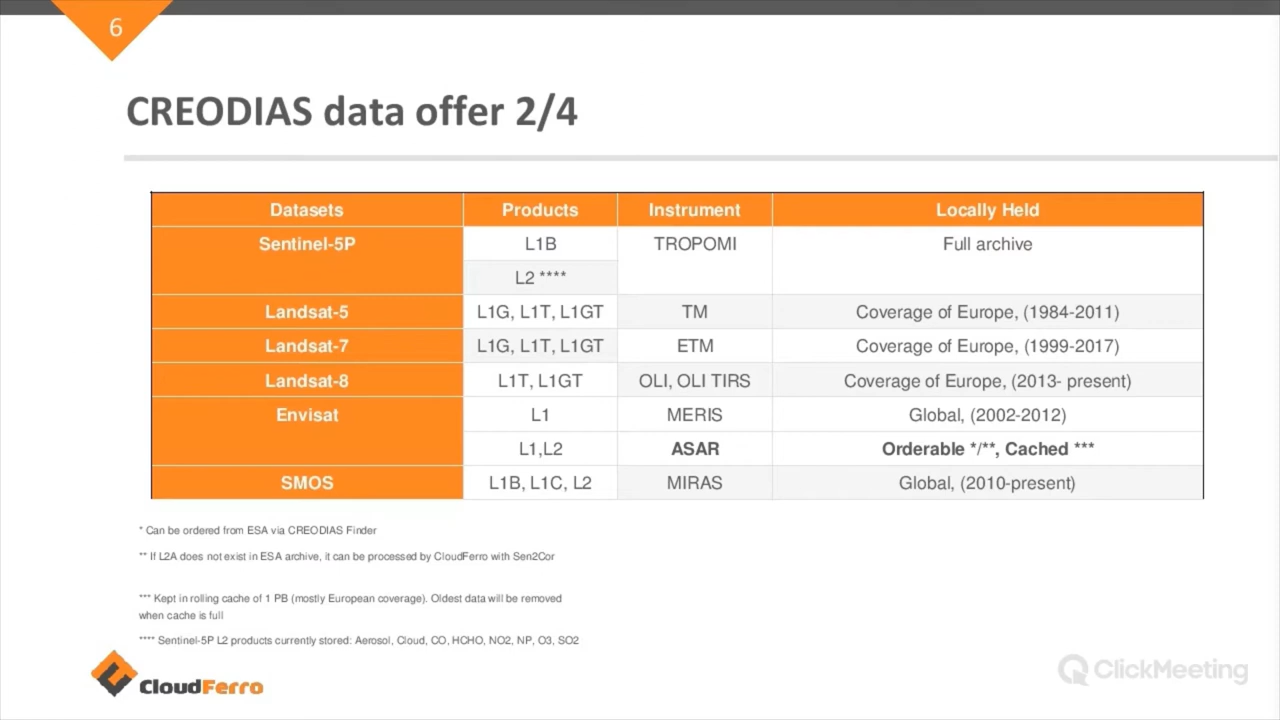 6
CREODIAS data offer 2/4
Datasets Products Instrument Locally Held
Sentinel-5P L1B TROPOMI Full archive
L2 ****
Landsat-5 L1G, L1T, L1GT TM Coverage of Europe, (1984-2011)
Landsat-7 L1G, L1T, L1GT ETM Coverage of Europe, (1999-2017)
Landsat-8 L1T, L1GT OLI, OLI TIRS Coverage of Europe, (2013- present)
Envisat L1 MERIS Global, (2002-2012)
L1,L2 ASAR Orderable */**, Cached ***
SMOS L1B, L1C, L2 MIRAS Global, (2010-present)
* Can be ordered from ESA via CREODIAS Finder
** If L2A does not exist in ESA archive, it can be processed by CloudFerro with Sen2Cor
*** Kept in rolling cache of 1 PB (mostly European coverage). Oldest data will be removed
when cache is full
**** Sentinel-5P L2 products currently stored: Aerosol, Cloud, CO, HCHO, NO2, NP, O3, SO2
CloudFerro
ClickMeeting